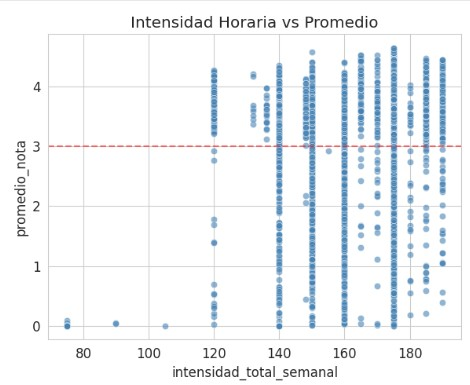 Intensidad Horaria vs Promedio
promedio_nota
4
3
2
1
0
80 100 120 140 160 180
intensidad_total_semanal